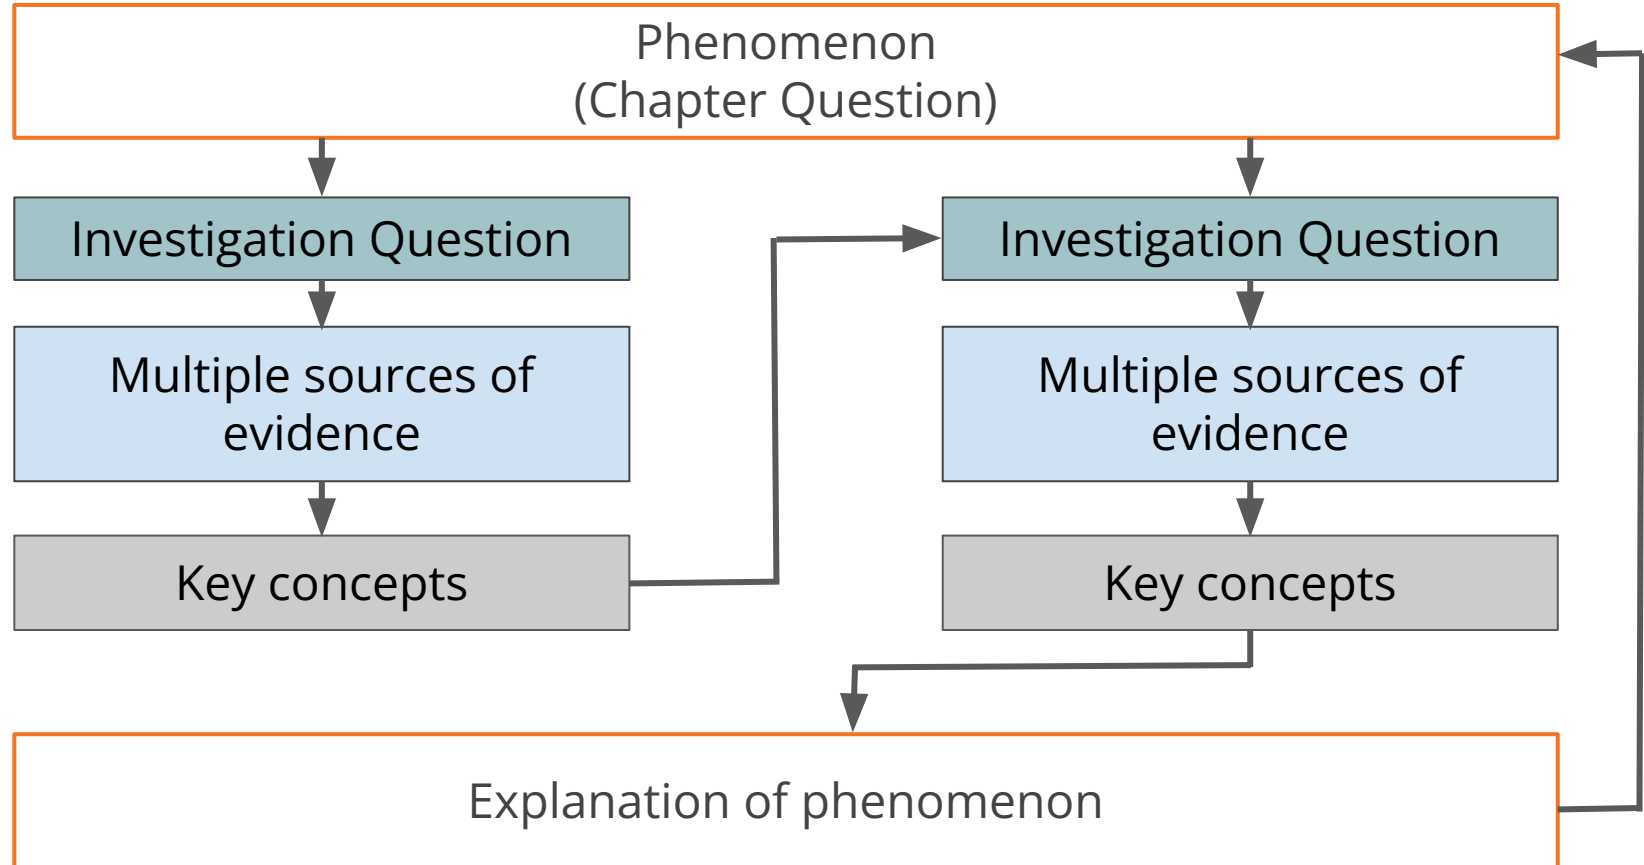 Phenomenon
(Chapter Question)
Investigation Question
Multiple sources of
evidence
Key concepts
Investigation Question
Multiple sources of
evidence
Key concepts
Explanation of phenomenon